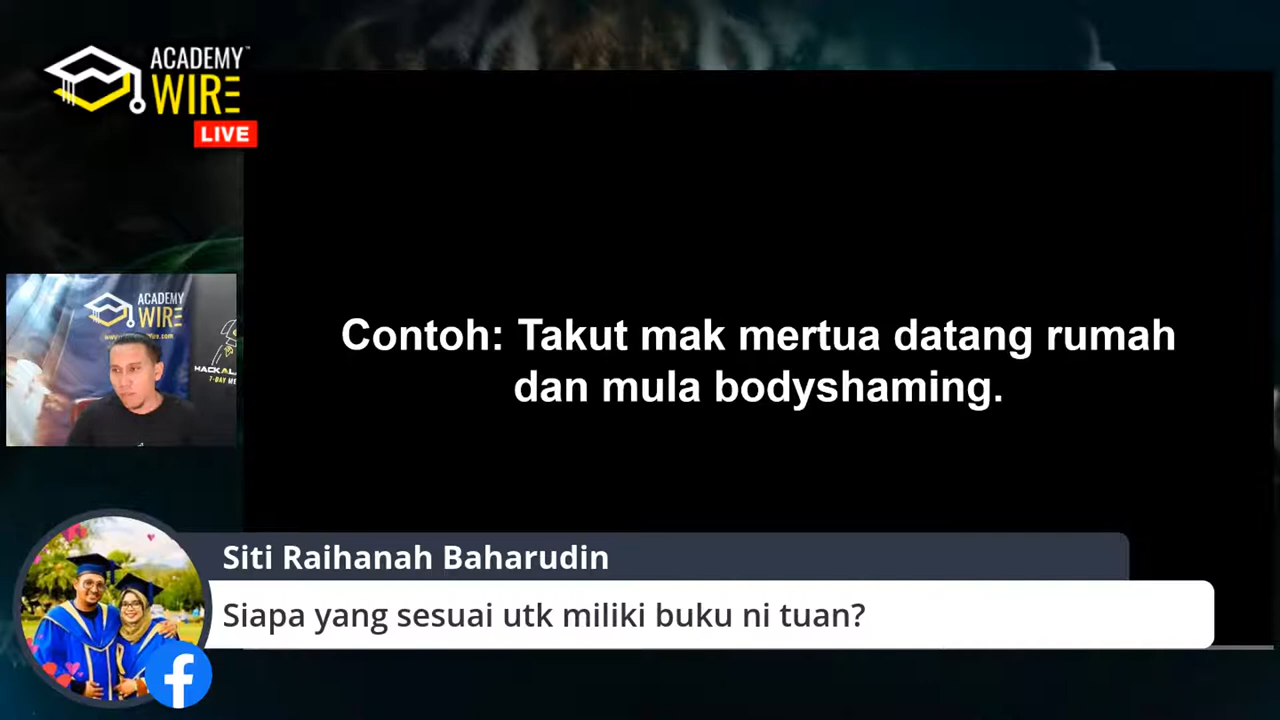 ACADEMY
WIRE
LIVE
Contoh: Takut mak mertua datang rumah
dan mula bodyshaming.
ACADEMY
WIRE
Siti Raihanah Baharudin
Siapa yang sesuai utk miliki buku ni tuan?